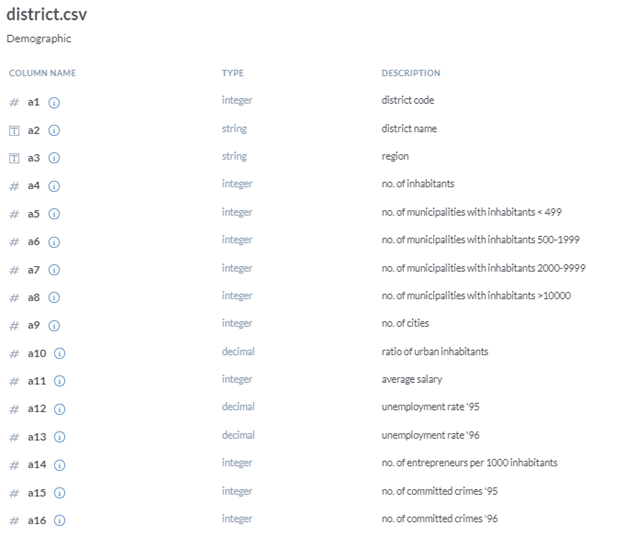 district.csv
Demographic
COLUMN NAME TYPE DESCRIPTION
# a1 integer district code
T a2 string district name
T a3 string region
# a4 integer no. of inhabitants
# a5 integer no. of municipalities with inhabitants < 499
# a6 integer no. of municipalities with inhabitants 500-1999
# a7 integer no. of municipalities with inhabitants 2000-9999
# a8 integer no. of municipalities with inhabitants >10000
# a9 integer no. of cities
# a10 decimal ratio of urban inhabitants
# a11 integer average salary
# a12 decimal unemployment rate '95
# a13 decimal unemployment rate '96
# a14 integer no. of entrepreneurs per 1000 inhabitants
# a15 integer no. of committed crimes '95
# a16 integer no. of committed crimes '96